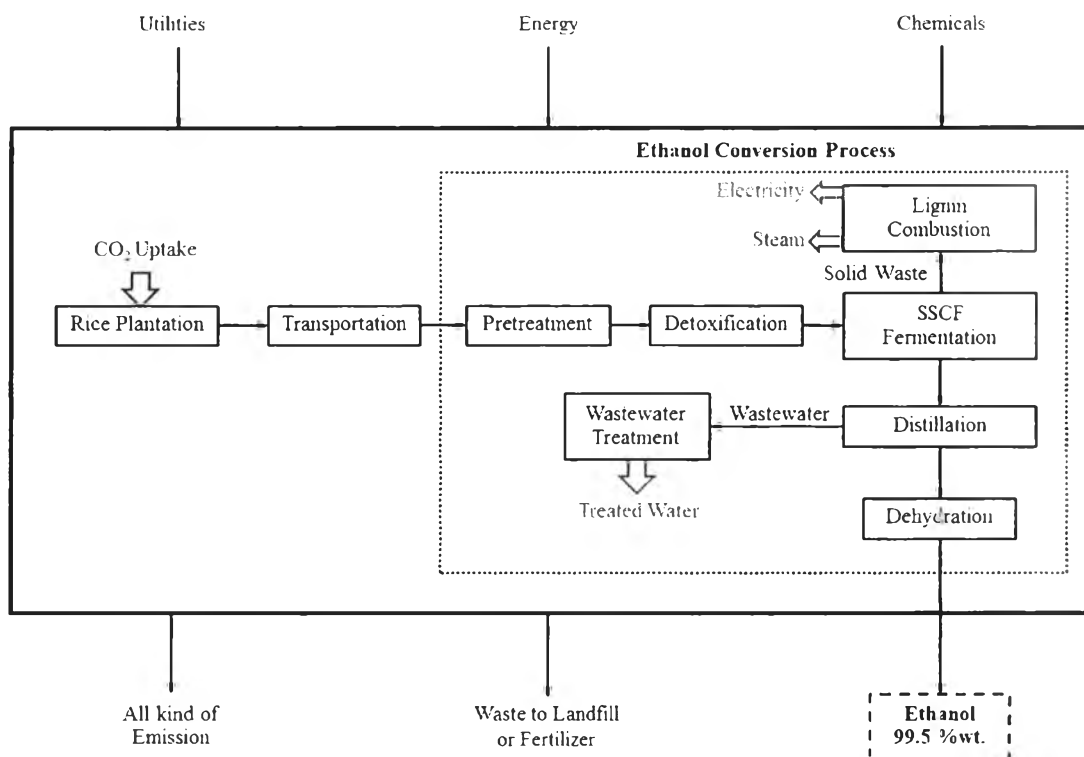 Utilities
Energy
Chemicals
Ethanol Conversion Process
Electricity
Lignin
Combustion
Steam
CO₂ Uptake
Solid Waste
Rice Plantation
Transportation
Pretreatment
Detoxification
SSCF
Fermentation
Wastewater
Treatment
Wastewater
Distillation
Treated Water
Dehydration
All kind of
Emission
Waste to Landfill
or Fertilizer
Ethanol
99.5 %wt.